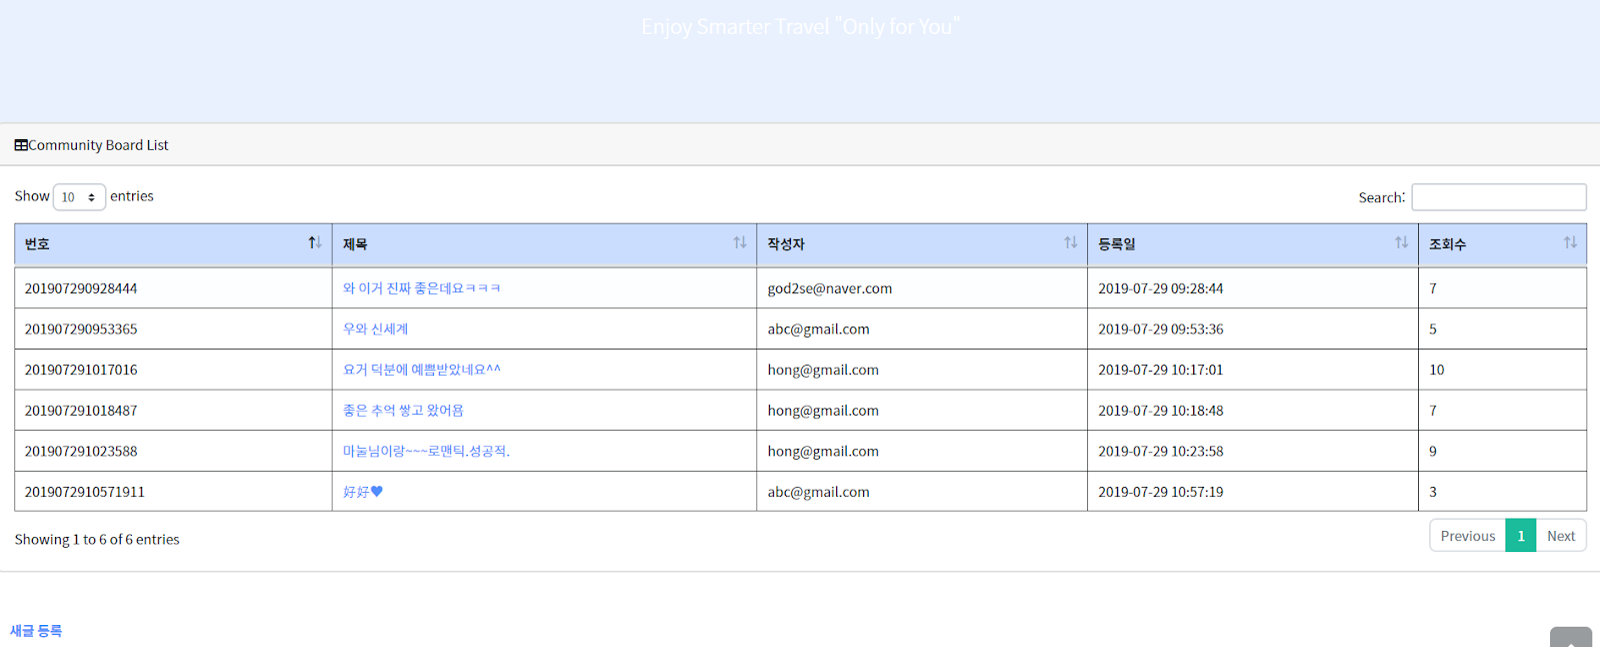 Enjoy Smarter Travel "Only for You"
Community Board List
Show 10 entries Search:
번호 제목 작성자 등록일 조회수
201907290928444 와 이거 진짜 좋은데요ㅋㅋㅋ god2se@naver.com 2019-07-29 09:28:44 7
201907290953365 우와 신세계 abc@gmail.com 2019-07-29 09:53:36 5
201907291017016 요거 덕분에 예쁨받았네요^^ hong@gmail.com 2019-07-29 10:17:01 10
201907291018487 좋은 추억 쌓고 왔어욤 hong@gmail.com 2019-07-29 10:18:48 7
201907291023588 마눌님이랑~~~로맨틱.성공적. hong@gmail.com 2019-07-29 10:23:58 9
2019072910571911 好好♥ abc@gmail.com 2019-07-29 10:57:19 3
Showing 1 to 6 of 6 entries Previous 1 Next
새글 등록